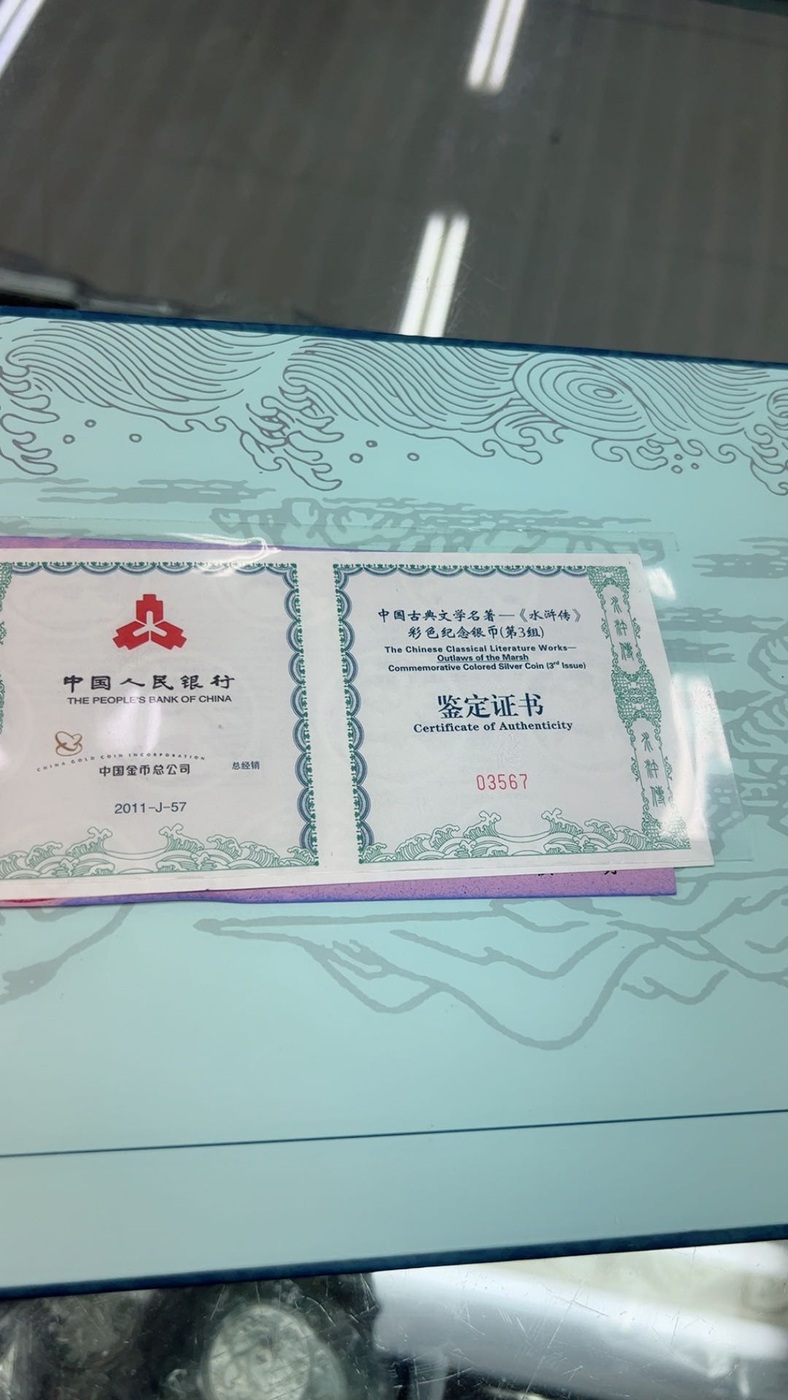 中国人民银行
THE PEOPLE'S BANK OF CHINA
CHINA GOLD COIN INCORPORATION
中国金币总公司 总经销
2011-J-57
中国古典文学名著—《水浒传》
彩色纪念银币(第3组)
The Chinese Classical Literature Works—
Outlaws of the Marsh
Commemorative Colored Silver Coin (3rd Issue)
鉴定证书
Certificate of Authenticity
03567
水浒傳
水浒傳